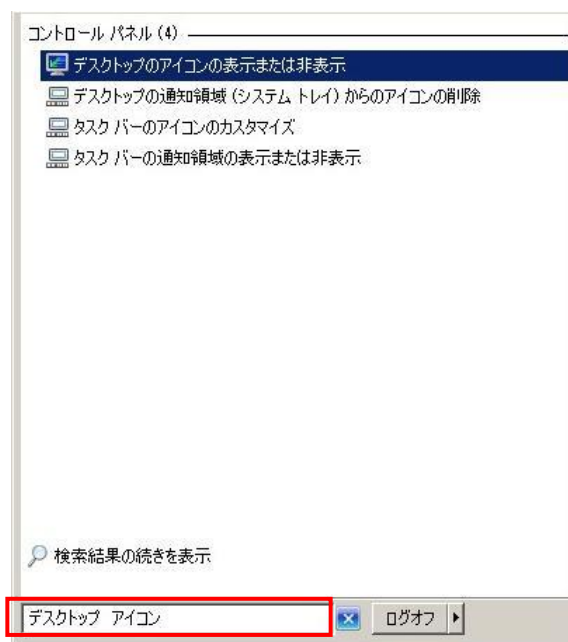 コントロール パネル (4)
デスクトップのアイコンの表示または非表示
デスクトップの通知領域 (システム トレイ) からのアイコンの削除
タスク バーのアイコンのカスタマイズ
タスク バーの通知領域の表示または非表示
検索結果の続きを表示
デスクトップ アイコン
ログオフ